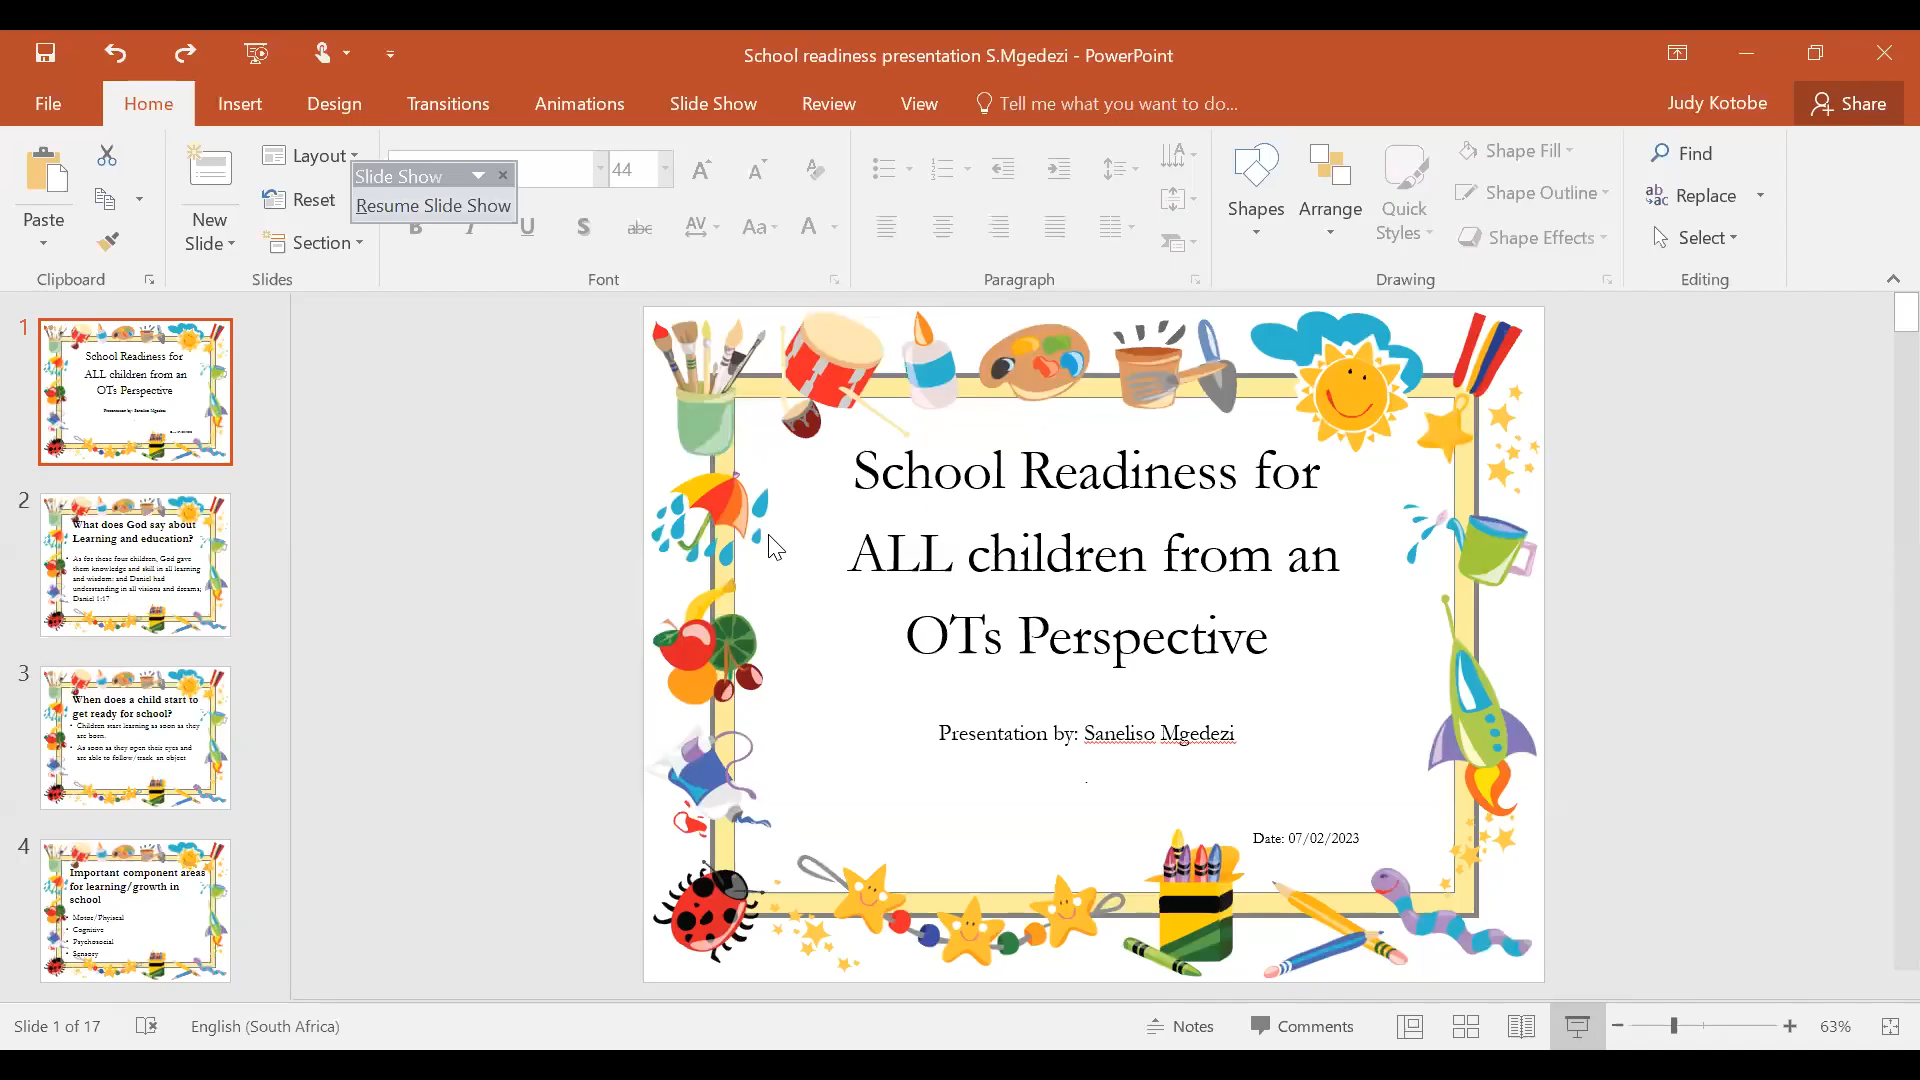 School readiness presentation S.Mgedezi - PowerPoint
File Home Insert Design Transitions Animations Slide Show Review View Tell me what you want to do... Judy Kotobe Share
Paste
Clipboard
New Slide
Layout
Reset
Section
Slides
Slide Show
Resume Slide Show
44
B I U S abc AV Aa A
Font
Paragraph
Shapes
Arrange
Quick Styles
Shape Fill
Shape Outline
Shape Effects
Drawing
Find
Replace
Select
Editing
1
School Readiness for
ALL children from an
OTs Perspective
Presentation by: Saneliso Mgedezi
2
What does God say about
Learning and education?
• As for these four children, God gave
them knowledge and skill in all learning
and wisdom: and Daniel had
understanding in all visions and dreams;
Daniel 1:17
3
When does a child start to
get ready for school?
• Children start learning as soon as they
are born.
• As soon as they open their eyes and
are able to follow/track an object
4
Important component areas
for learning/growth in
school
• Motor/Physical
• Cognitive
• Psychosocial
• Sensory
School Readiness for
ALL children from an
OTs Perspective
Presentation by: Saneliso Mgedezi
.
Date: 07/02/2023
Slide 1 of 17 English (South Africa) Notes Comments 63%